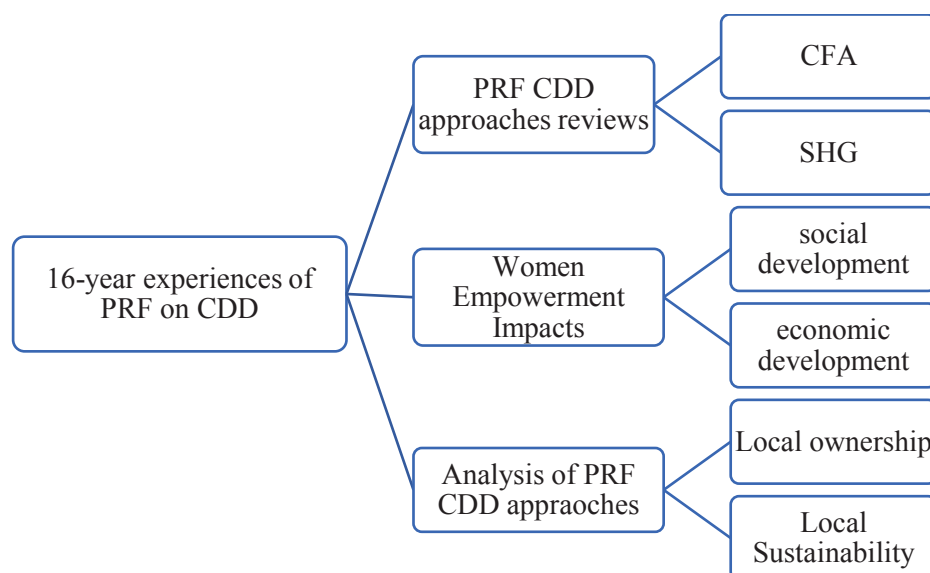 16-year experiences of
PRF on CDD
PRF CDD
approaches reviews
CFA
SHG
Women
Empowerment
Impacts
social
development
economic
development
Analysis of PRF
CDD appraoches
Local ownership
Local
Sustainability